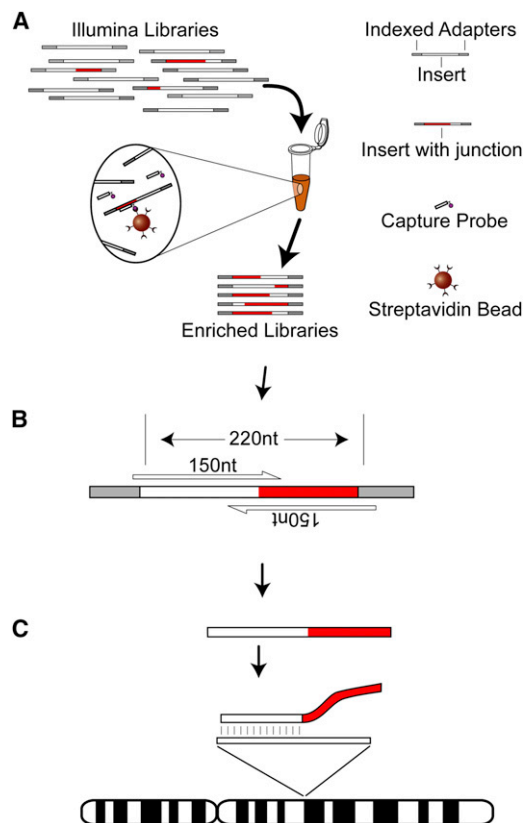 A
Illumina Libraries
Indexed Adapters
Insert
Insert with junction
Capture Probe
Streptavidin Bead
Enriched Libraries
B
220nt
150nt
150nt
C